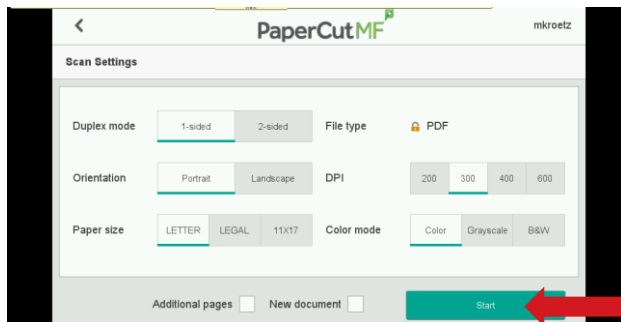 PaperCutMF P mkroetz
Scan Settings
Duplex mode 1-sided 2-sided File type PDF
Orientation Portrait Landscape DPI 200 300 400 600
Paper size LETTER LEGAL 11X17 Color mode Color Grayscale B&W
Additional pages New document Start